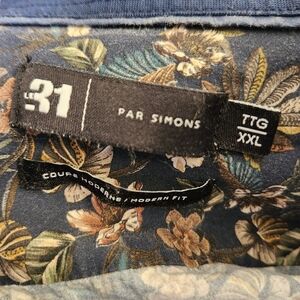 .31
PAR SIMONS
TTG
XXL
COUPE MODERNE / MODERN FIT